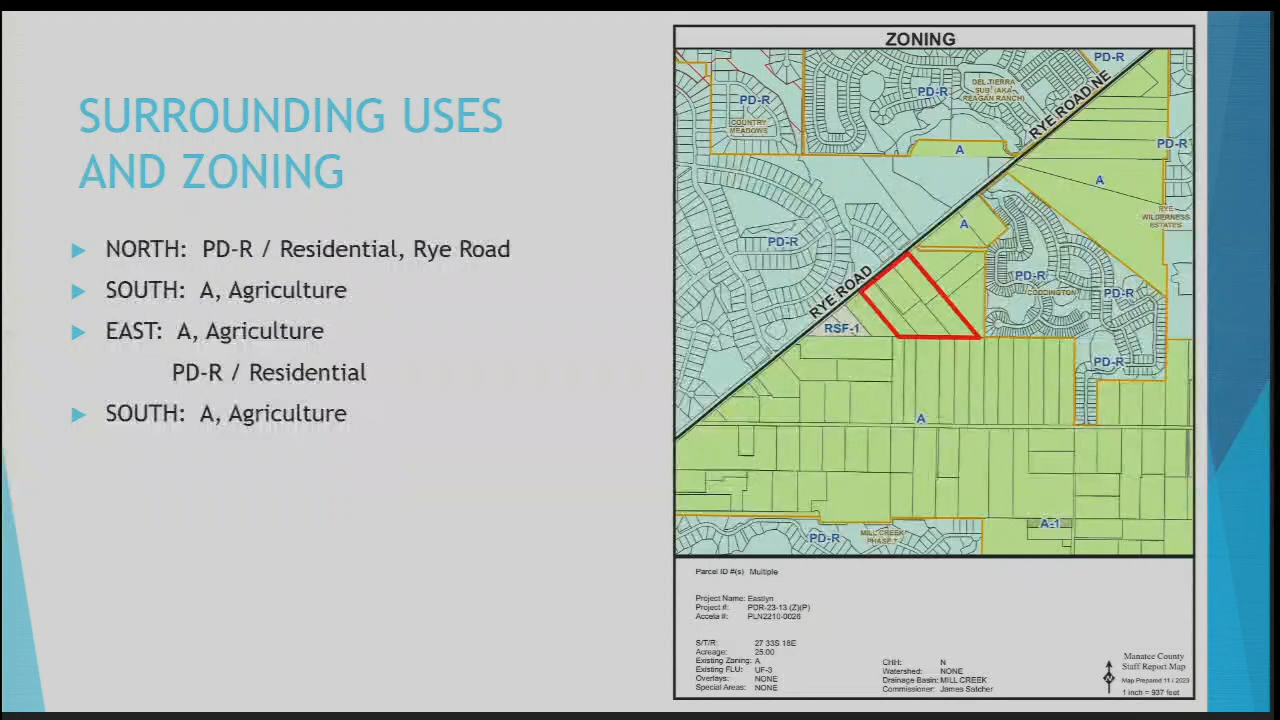 SURROUNDING USES
AND ZONING
NORTH: PD-R / Residential, Rye Road
SOUTH: A, Agriculture
EAST: A, Agriculture
PD-R / Residential
SOUTH: A, Agriculture
ZONING
PD-R
PD-R
COUNTRY
MEADOWS
PD-R
DEL TIERRA
SUB (AKA
REAGAN RANCH)
RYE ROAD NE
A
PD-R
A
RYE
WILDERNESS
ESTATES
A
PD-R
RYE ROAD
PD-R
CODDINGTON
PD-R
RSF-1
PD-R
A
A-1
PD-R
MILL CREEK
Parcel ID #(s) Multiple
Project Name: Eastlyn
Project #: PDR-23-13 (Z)(P)
Accela #: PLN2210-0026
S/T/R: 27 33S 18E
Acreage: 25.00
Existing Zoning: A
Existing FLU: UF-3
Overlays: NONE
Special Areas: NONE
CHH: N
Watershed: NONE
Drainage Basin: MILL CREEK
Commissioner: James Satcher
N
Manatee County
Staff Report Map
Map Prepared 11 / 2023
1 inch = 937 feet